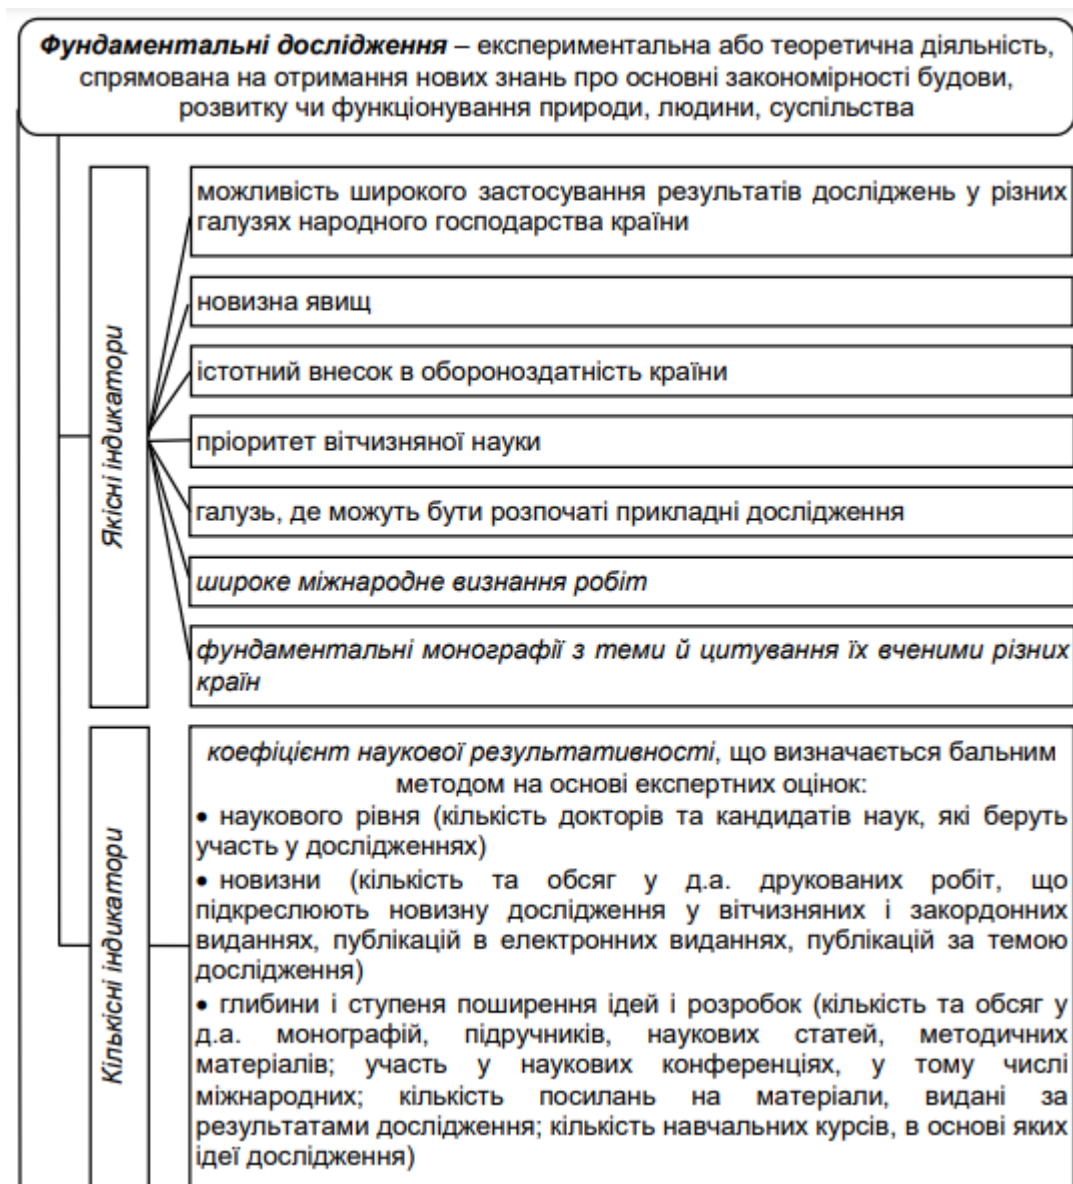 Фундаментальні дослідження – експериментальна або теоретична діяльність,
спрямована на отримання нових знань про основні закономірності будови,
розвитку чи функціонування природи, людини, суспільства
Якісні індикатори
можливість широкого застосування результатів досліджень у різних
галузях народного господарства країни
новизна явищ
істотний внесок в обороноздатність країни
пріоритет вітчизняної науки
галузь, де можуть бути розпочаті прикладні дослідження
широке міжнародне визнання робіт
фундаментальні монографії з теми й цитування їх вченими різних
країн
Кількісні індикатори
коефіцієнт наукової результативності, що визначається бальним
методом на основі експертних оцінок:
• наукового рівня (кількість докторів та кандидатів наук, які беруть
участь у дослідженнях)
• новизни (кількість та обсяг у д.а. друкованих робіт, що
підкреслюють новизну дослідження у вітчизняних і закордонних
виданнях, публікацій в електронних виданнях, публікацій за темою
дослідження)
• глибини і ступеня поширення ідей і розробок (кількість та обсяг у
д.а. монографій, підручників, наукових статей, методичних
матеріалів; участь у наукових конференціях, у тому числі
міжнародних; кількість посилань на матеріали, видані за
результатами дослідження; кількість навчальних курсів, в основі яких
ідеї дослідження)